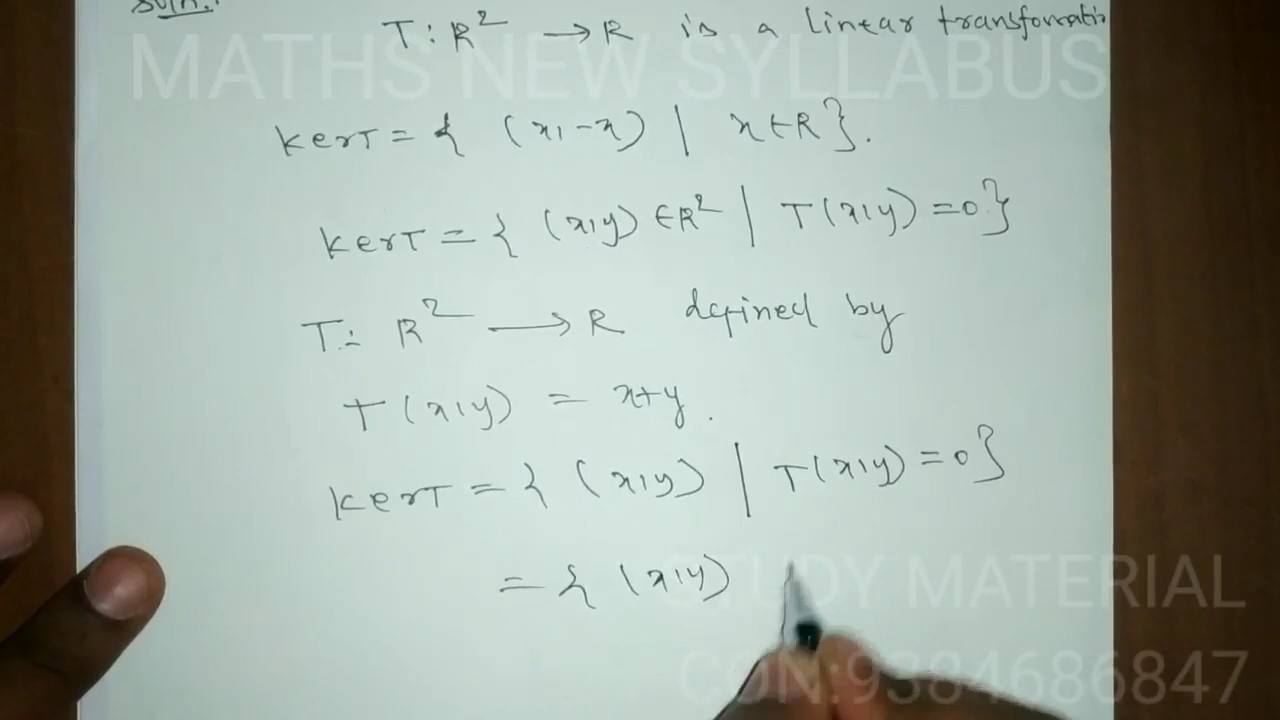 Soln:
T: R² → R is a linear transformatio
MATHS NEW SYLLABUS
KerT = { (x, -x) | x ∈ R}.
KerT = { (x,y) ∈ R² | T(x,y) = 0}
T: R² → R defined by
T(x,y) = x+y.
KerT = { (x,y) | T(x,y) = 0}
= { (x,y)
STUDY MATERIAL
CON:9384686847